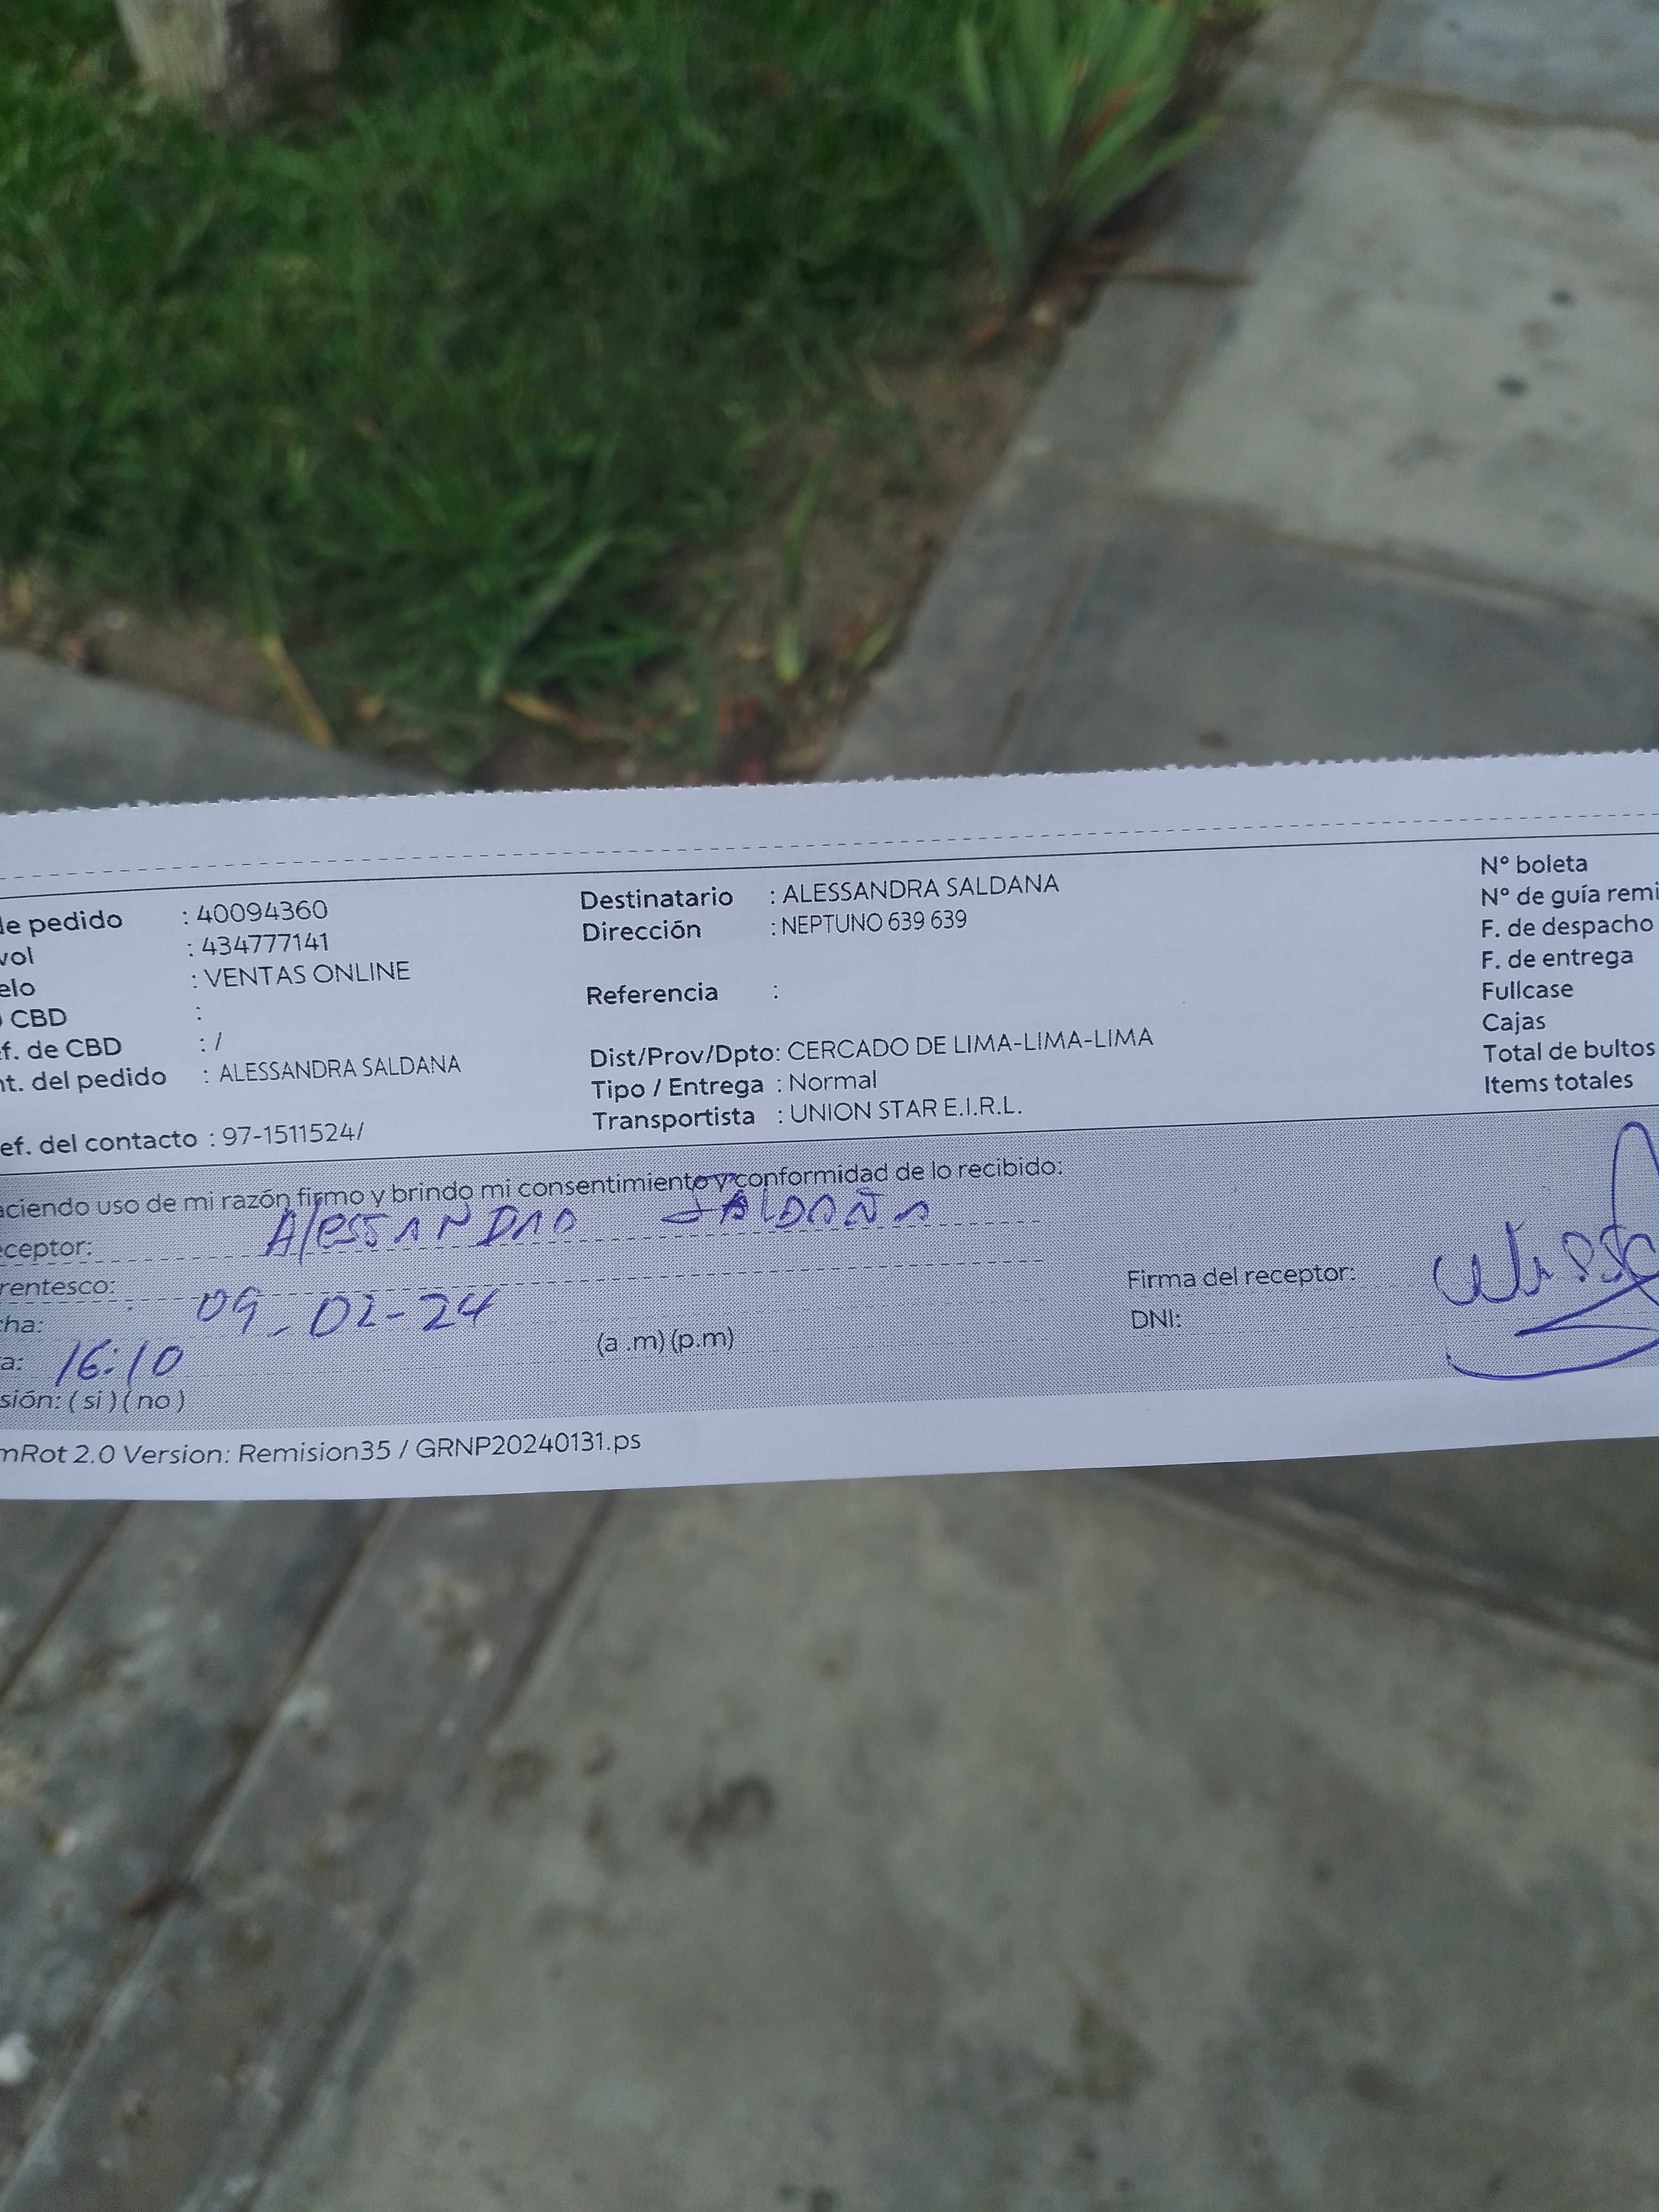 de pedido : 40094360
vol : 434777141
elo : VENTAS ONLINE
CBD :
f. de CBD : /
nt. del pedido : ALESSANDRA SALDANA
ef. del contacto : 97-1511524/
Destinatario : ALESSANDRA SALDANA
Dirección : NEPTUNO 639 639
Referencia :
Dist/Prov/Dpto: CERCADO DE LIMA-LIMA-LIMA
Tipo / Entrega : Normal
Transportista : UNION STAR E.I.R.L.
N° boleta
N° de guía remi
F. de despacho
F. de entrega
Fullcase
Cajas
Total de bultos
Items totales
aciendo uso de mi razón firmo y brindo mi consentimiento y conformidad de lo recibido:
eceptor: AlessANDRA SALDAÑA
rentesco:
cha: 09-02-24
a: 16:10 (a .m) (p.m)
sión: ( si ) ( no )
Firma del receptor:
DNI:
mRot 2.0 Version: Remision35 / GRNP20240131.ps